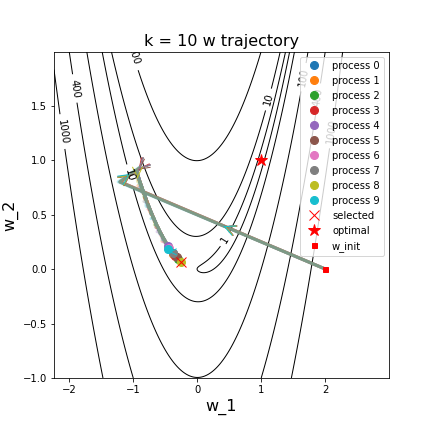 k = 10 w trajectory
w_2
1.5
1.0
0.5
0.0
−0.5
−1.0
−2
−1
0
1
2
w_1
1000
400
10
10
1
process 0
process 1
process 2
process 3
process 4
process 5
process 6
process 7
process 8
process 9
selected
optimal
w_init